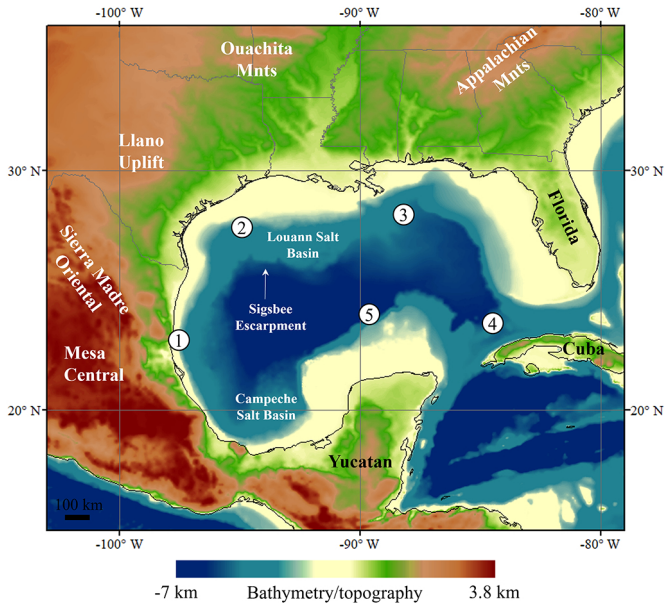 Ouachita
Mnts
Appalachian
Mnts
Llano
Uplift
30° N
30° N
Florida
2
3
Louann Salt
Basin
Sierra Madre
Oriental
Sigsbee
Escarpment
5
4
1
Mesa
Central
Cuba
Campeche
Salt Basin
20° N
20° N
Yucatan
100 km
-100° W
-90° W
-80° W
-100° W
-90° W
-80° W
-7 km
Bathymetry/topography
3.8 km